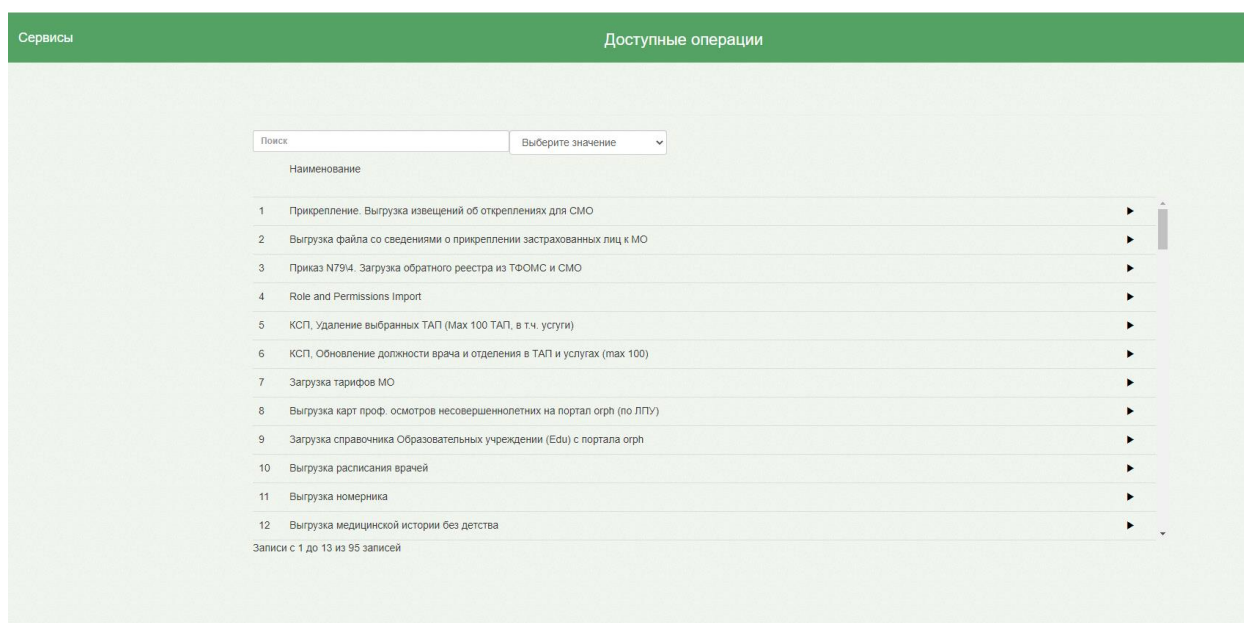 Сервисы
Доступные операции
Поиск
Выберите значение
Наименование
1 Прикрепление. Выгрузка извещений об откреплениях для СМО
2 Выгрузка файла со сведениями о прикреплении застрахованных лиц к МО
3 Приказ N79\4. Загрузка обратного реестра из ТФОМС и СМО
4 Role and Permissions Import
5 КСП, Удаление выбранных ТАП (Max 100 ТАП, в т.ч. усгуги)
6 КСП, Обновление должности врача и отделения в ТАП и услугах (max 100)
7 Загрузка тарифов МО
8 Выгрузка карт проф. осмотров несовершеннолетних на портал orph (по ЛПУ)
9 Загрузка справочника Образовательных учреждении (Edu) с портала orph
10 Выгрузка расписания врачей
11 Выгрузка номерника
12 Выгрузка медицинской истории без детства
Записи с 1 до 13 из 95 записей